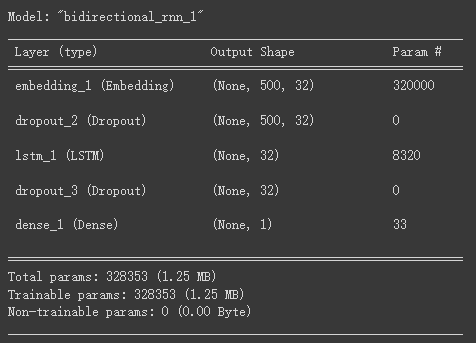 Model: "bidirectional_rnn_1"
Layer (type) Output Shape Param #
embedding_1 (Embedding) (None, 500, 32) 320000
dropout_2 (Dropout) (None, 500, 32) 0
lstm_1 (LSTM) (None, 32) 8320
dropout_3 (Dropout) (None, 32) 0
dense_1 (Dense) (None, 1) 33
Total params: 328353 (1.25 MB)
Trainable params: 328353 (1.25 MB)
Non-trainable params: 0 (0.00 Byte)